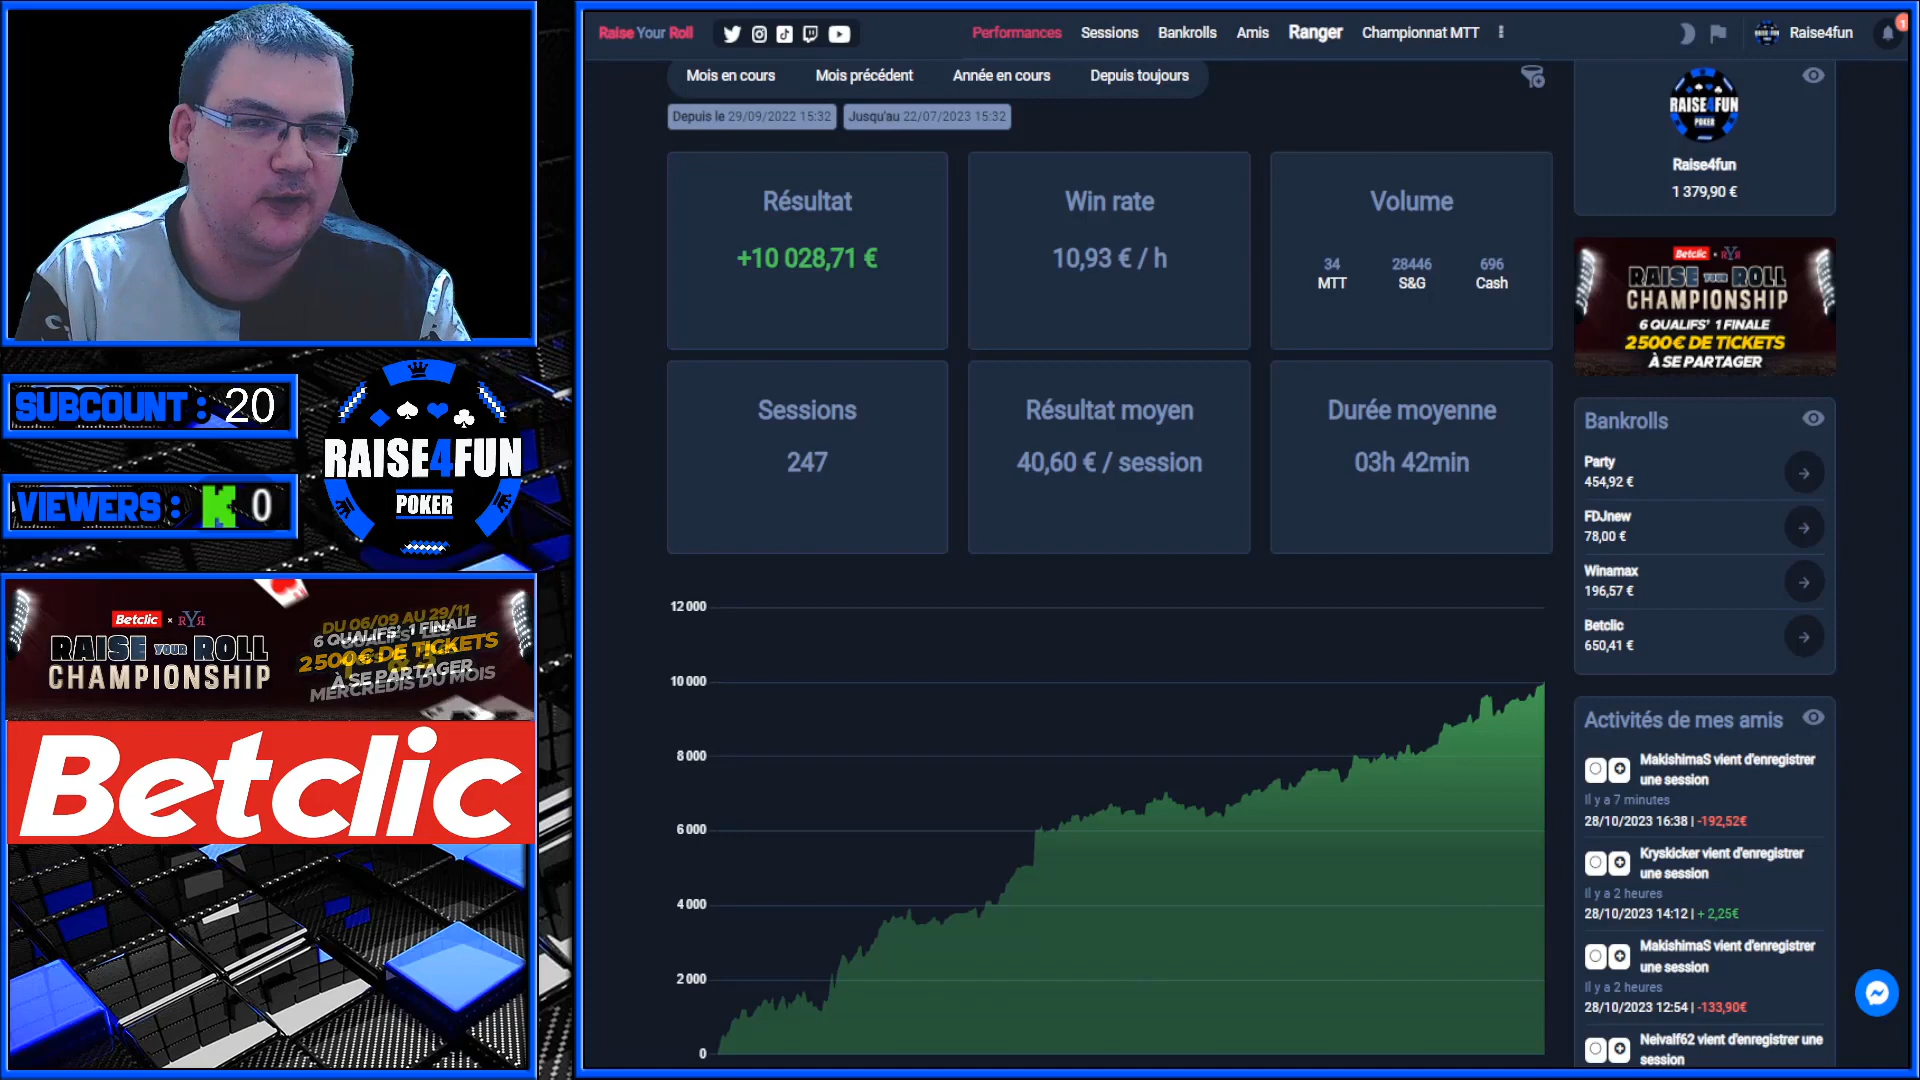 Raise Your Roll
Performances
Sessions
Bankrolls
Amis
Ranger
Championnat MTT
Raise4fun
1
Mois en cours
Mois précédent
Année en cours
Depuis toujours
Depuis le 29/09/2022 15:32
Jusqu'au 22/07/2023 15:32
Résultat
+10 028,71 €
Win rate
10,93 € / h
Volume
34
28446
696
MTT
S&G
Cash
Sessions
247
Résultat moyen
40,60 € / session
Durée moyenne
03h 42min
12 000
10 000
8 000
6 000
4 000
2 000
0
RAISE4FUN
POKER
Raise4fun
1 379,90 €
Betclic x RYR
RAISE YOUR ROLL
CHAMPIONSHIP
6 QUALIFS' 1 FINALE
2500€ DE TICKETS
À SE PARTAGER
Bankrolls
Party
454,92 €
FDJnew
78,00 €
Winamax
196,57 €
Betclic
650,41 €
Activités de mes amis
MakishimaS vient d'enregistrer
une session
Il y a 7 minutes
28/10/2023 16:38 | -192,52€
Kryskicker vient d'enregistrer
une session
Il y a 2 heures
28/10/2023 14:12 | + 2,25€
MakishimaS vient d'enregistrer
une session
Il y a 2 heures
28/10/2023 12:54 | -133,90€
Neivalf62 vient d'enregistrer une
session
SUBCOUNT : 20
VIEWERS : K 0
RAISE4FUN
POKER
Betclic x RYR
RAISE YOUR ROLL
CHAMPIONSHIP
DU 06/09 AU 29/11
6 QUALIFS' 1 FINALE
2500€ DE TICKETS
À SE PARTAGER
MERCREDIS DU MOIS
Betclic